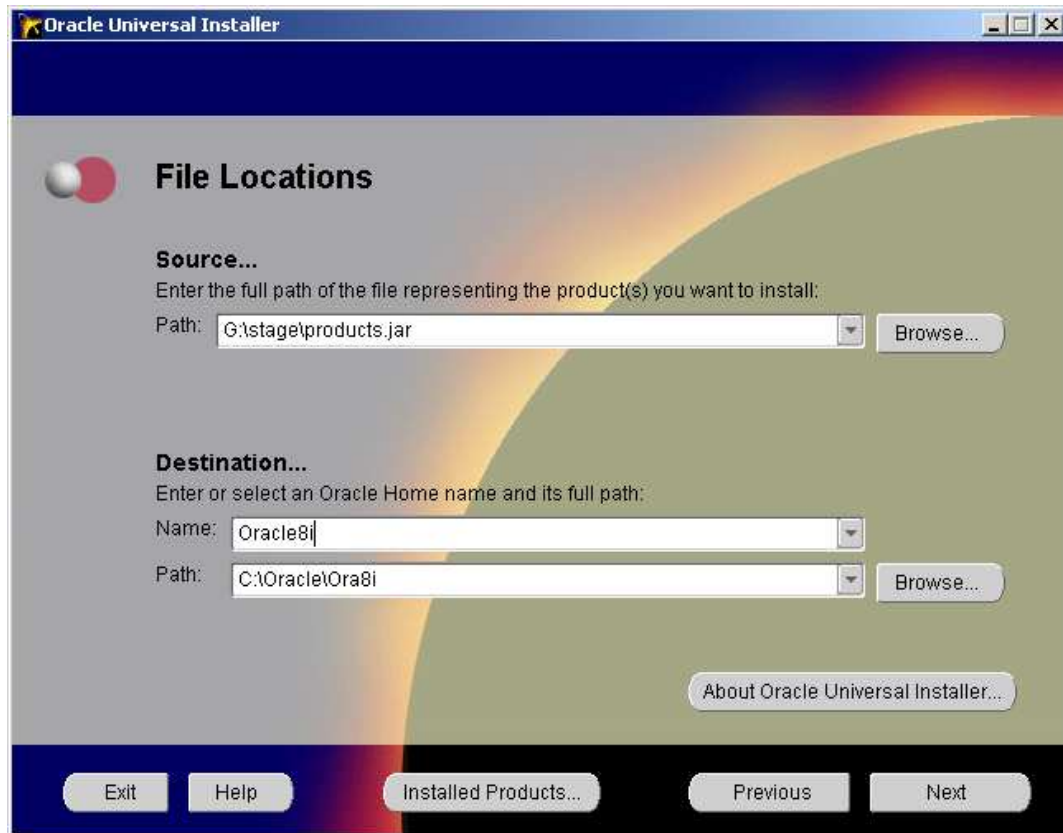 Oracle Universal Installer
File Locations
Source...
Enter the full path of the file representing the product(s) you want to install:
Path: G:\stage\products.jar Browse...
Destination...
Enter or select an Oracle Home name and its full path:
Name: Oracle8i
Path: C:\Oracle\Ora8i Browse...
About Oracle Universal Installer...
Exit Help Installed Products... Previous Next